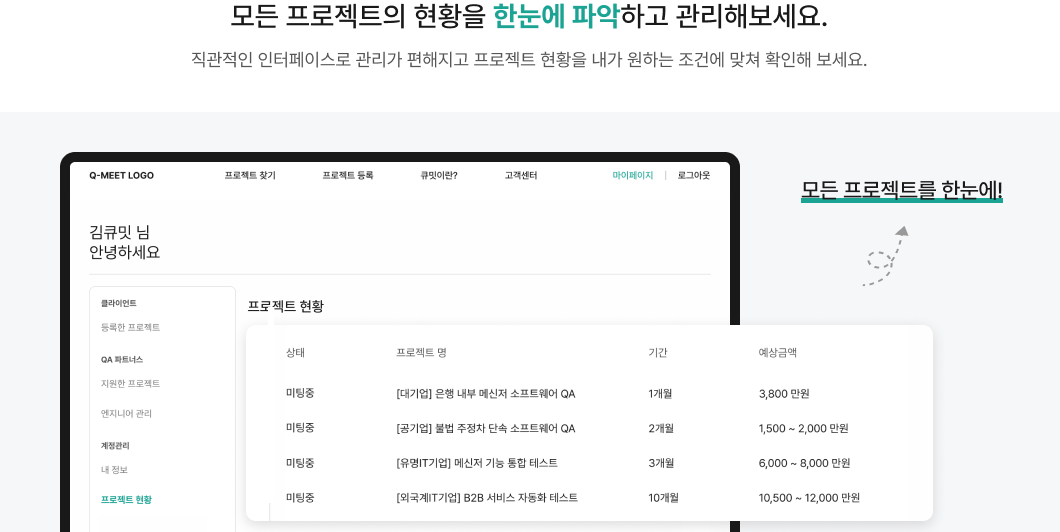 모든 프로젝트의 현황을 한눈에 파악하고 관리해보세요.
직관적인 인터페이스로 관리가 편해지고 프로젝트 현황을 내가 원하는 조건에 맞춰 확인해 보세요.
Q-MEET LOGO 프로젝트 찾기 프로젝트 등록 큐밋이란? 고객센터 마이페이지 | 로그아웃
모든 프로젝트를 한눈에!
김큐밋 님
안녕하세요
클라이언트
등록한 프로젝트
QA 파트너스
지원한 프로젝트
엔지니어 관리
계정관리
내 정보
프로젝트 현황
프로젝트 현황
상태 프로젝트 명 기간 예상금액
미팅중 [대기업] 은행 내부 메신저 소프트웨어 QA 1개월 3,800 만원
미팅중 [공기업] 불법 주정차 단속 소프트웨어 QA 2개월 1,500 ~ 2,000 만원
미팅중 [유명IT기업] 메신저 기능 통합 테스트 3개월 6,000 ~ 8,000 만원
미팅중 [외국계IT기업] B2B 서비스 자동화 테스트 10개월 10,500 ~ 12,000 만원